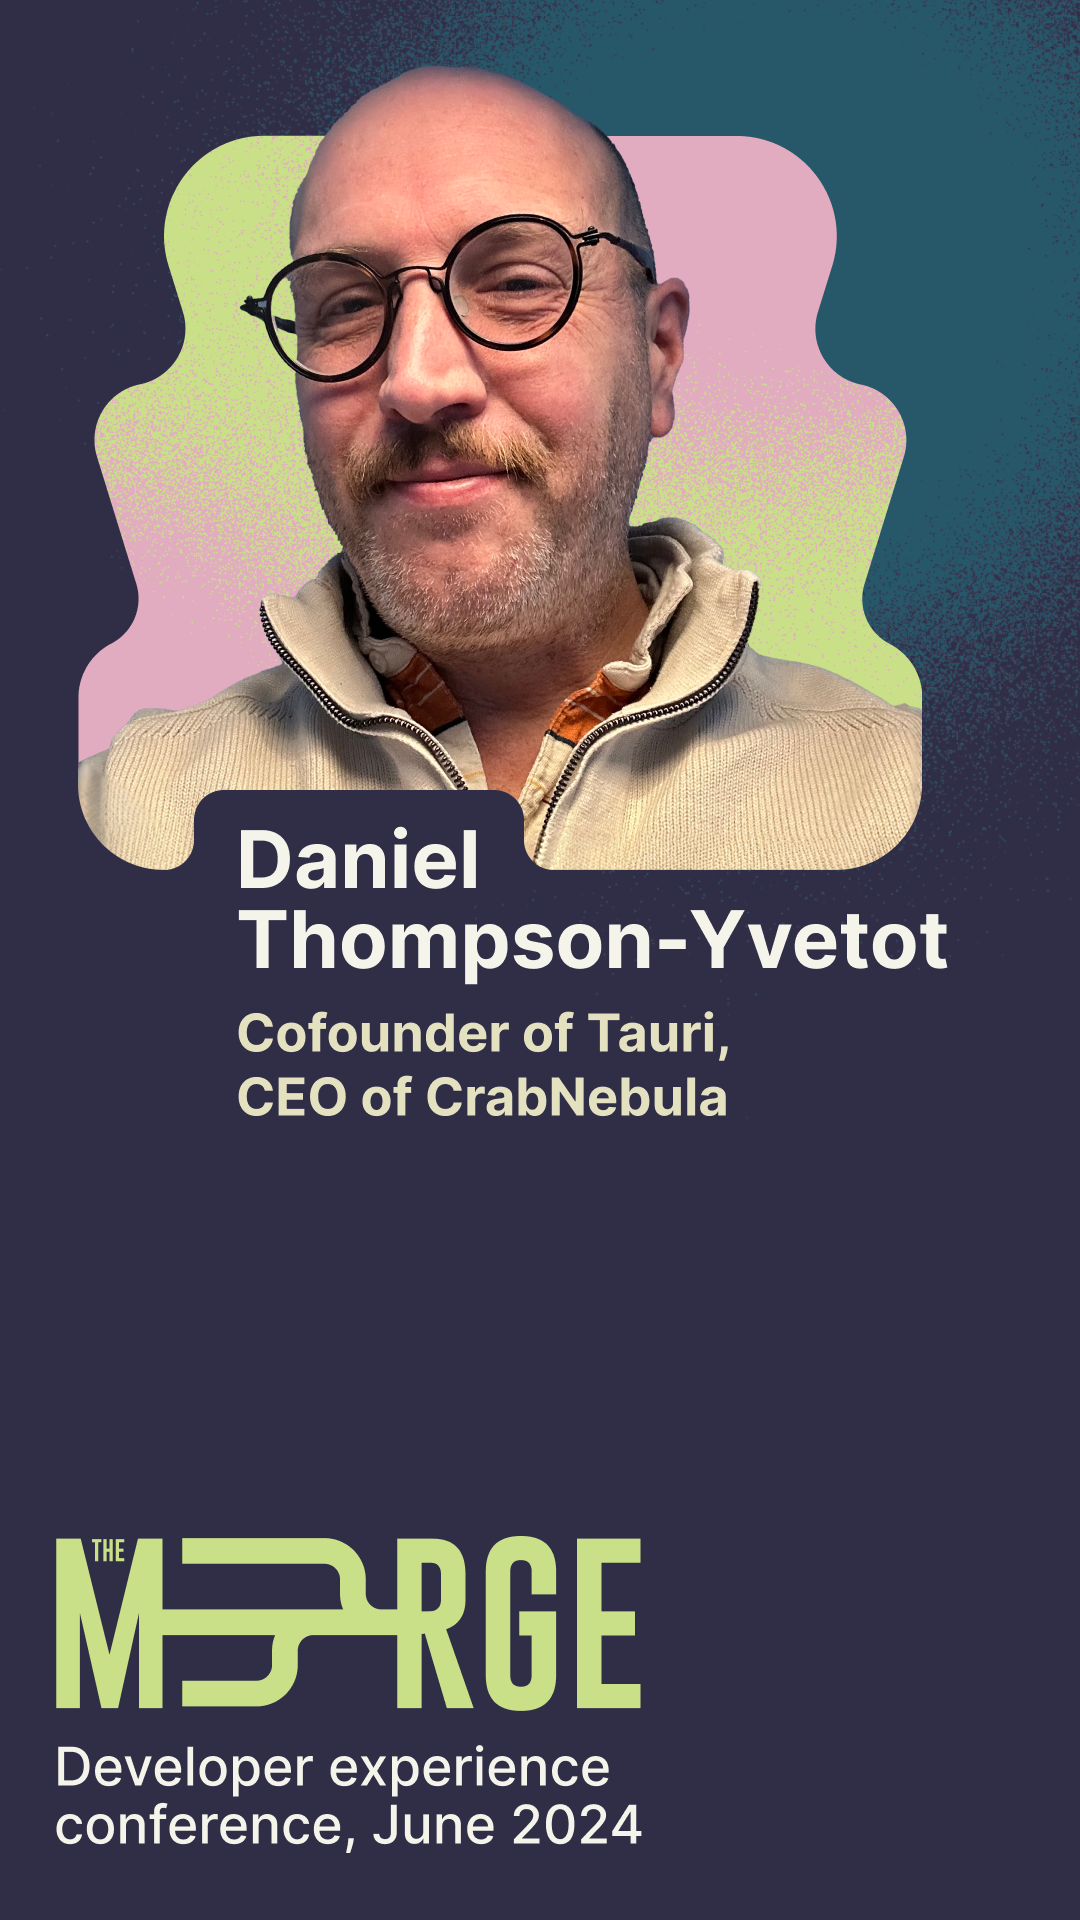 Daniel
Thompson-Yvetot
Cofounder of Tauri,
CEO of CrabNebula
THE
MERGE
Developer experience
conference, June 2024